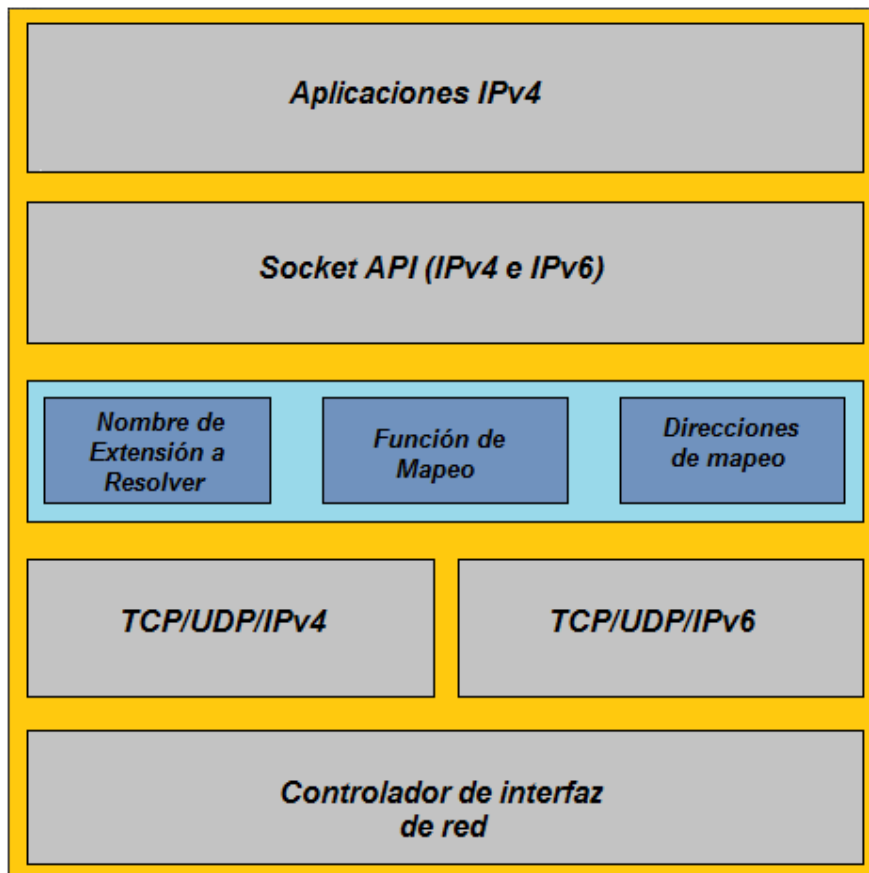 Aplicaciones IPv4
Socket API (IPv4 e IPv6)
Nombre de
Extensión a
Resolver
Función de
Mapeo
Direcciones
de mapeo
TCP/UDP/IPv4
TCP/UDP/IPv6
Controlador de interfaz
de red